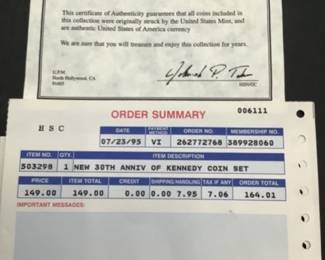 This certificate of Authenticity guarantees that all coins included in
this collection were originally struck by the United States Mint, and
are authentic United States of America currency
We are sure that you will treasure and enjoy this collection for years.
U.P.M.
North Hollywood, CA
91605
ORDER SUMMARY
006111
HSC
DATE PAYMENT METHOD ORDER NO. MEMBERSHIP NO.
07/23/95 VI 262772768 389928060
ITEM NO. QTY. ITEM DESCRIPTION
503298 1 NEW 30TH ANNIV OF KENNEDY COIN SET
PRICE ITEM TOTAL CREDIT SHIPPING/HANDLING TAX IF ANY ORDER TOTAL
149.00 149.00 0.00 0.00 7.95 7.06 164.01
IMPORTANT MESSAGES: